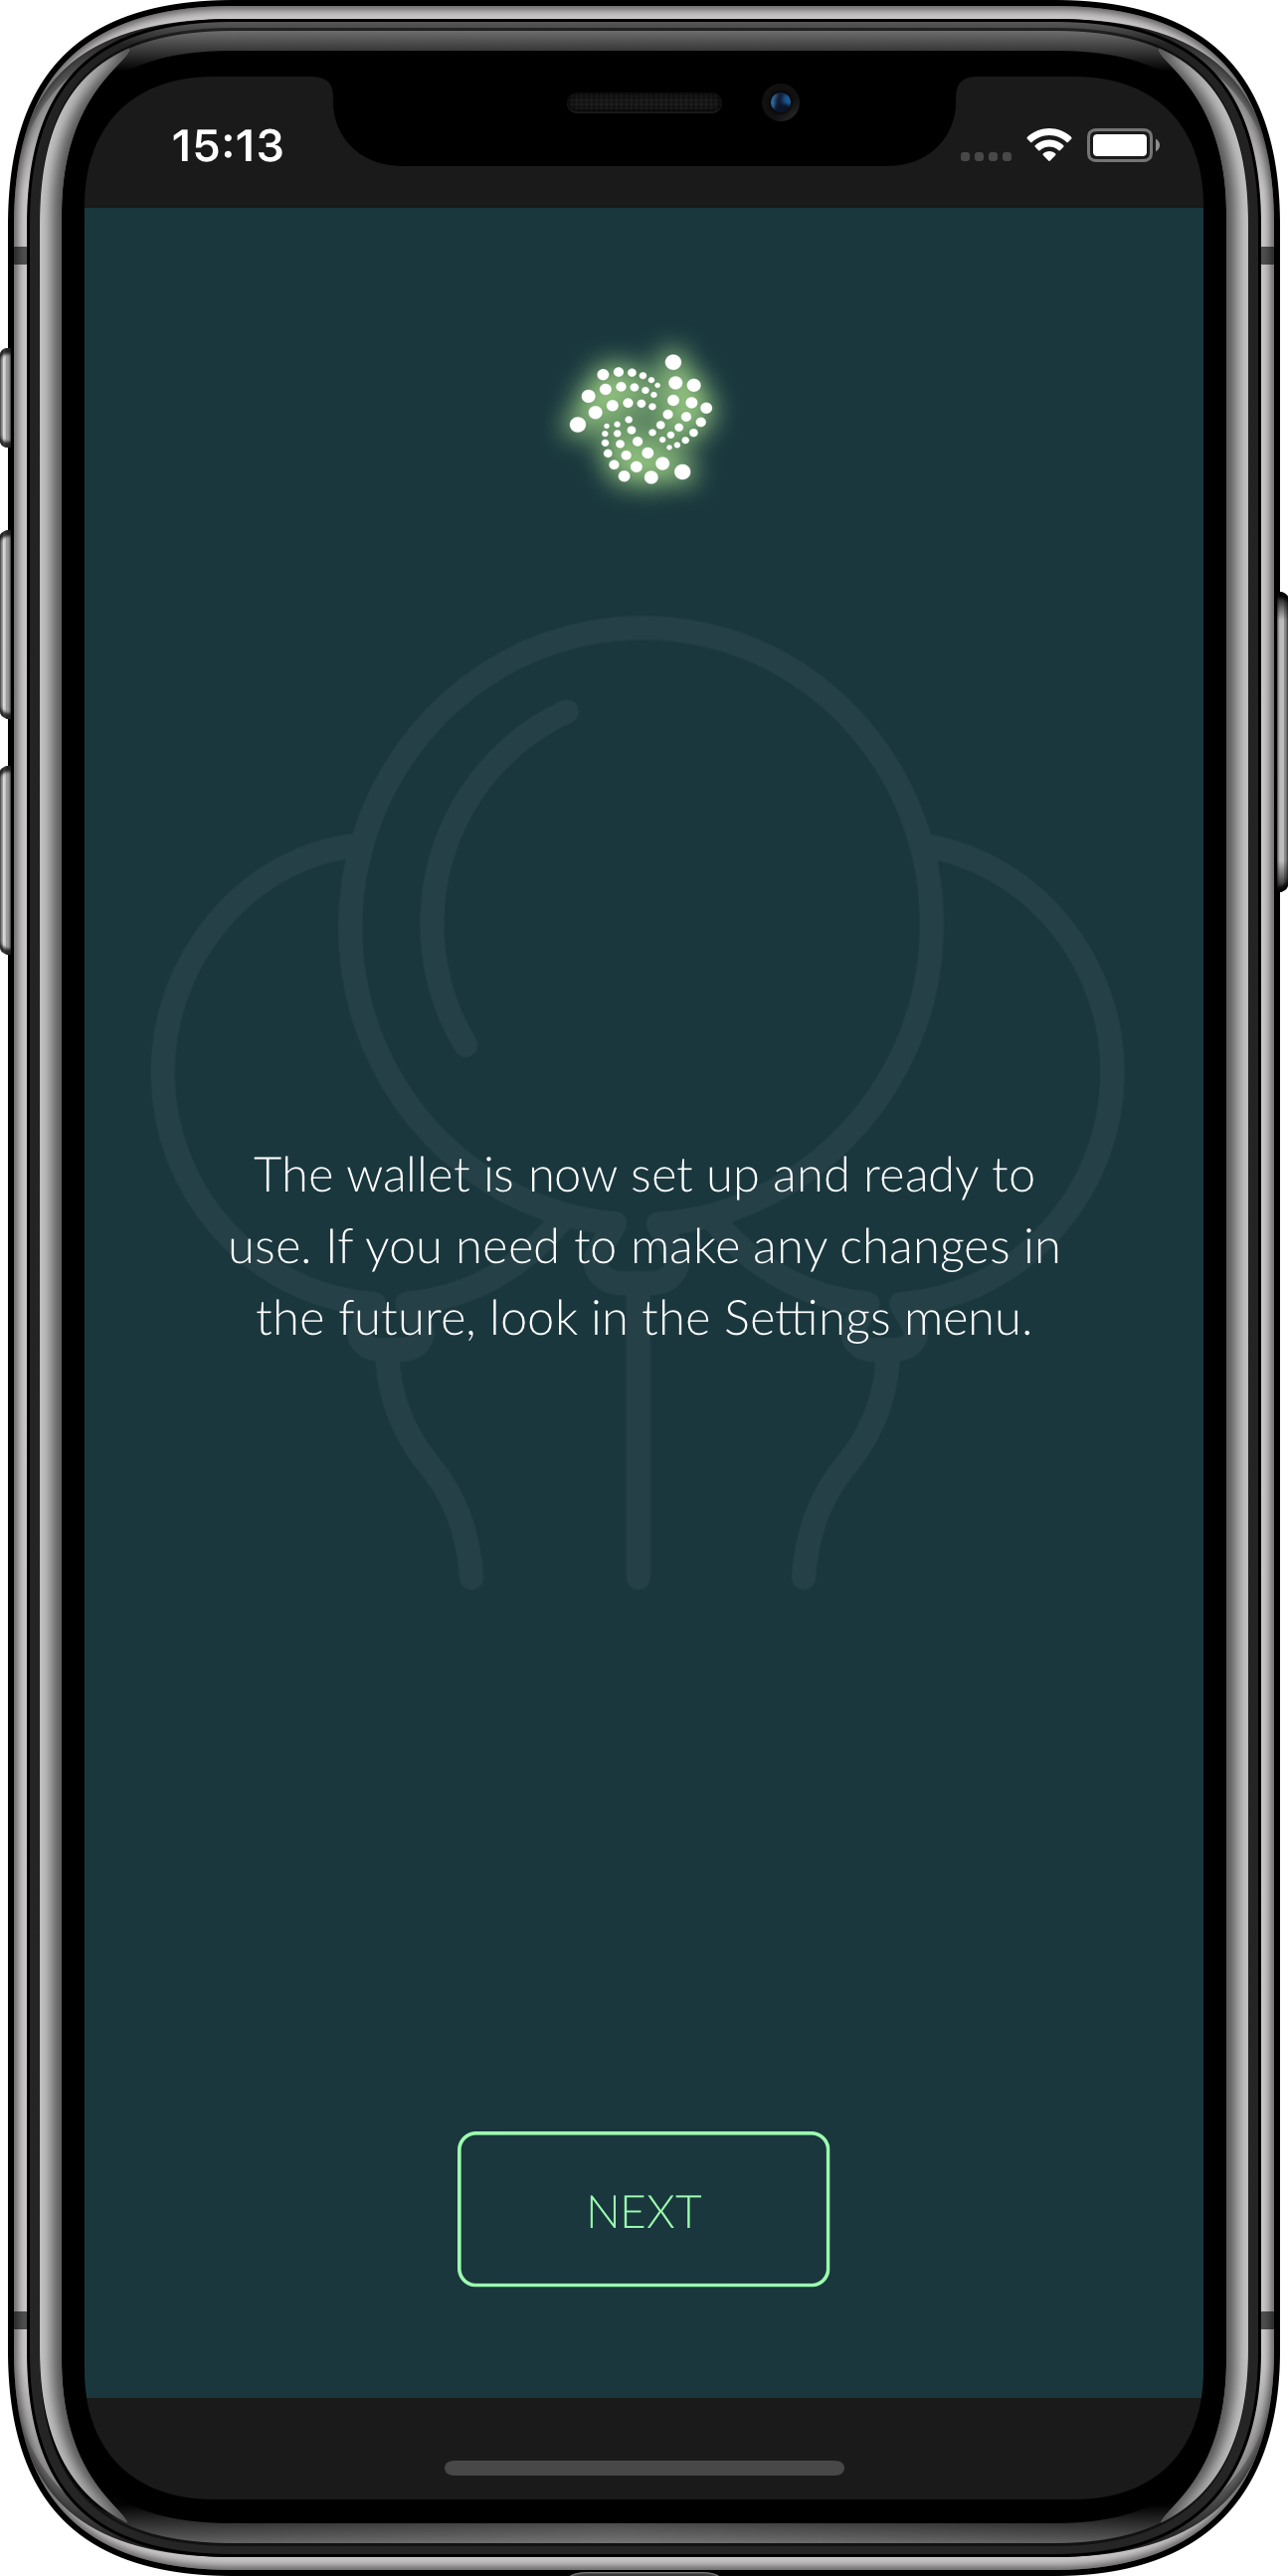 15:13
The wallet is now set up and ready to
use. If you need to make any changes in
the future, look in the Settings menu.
NEXT